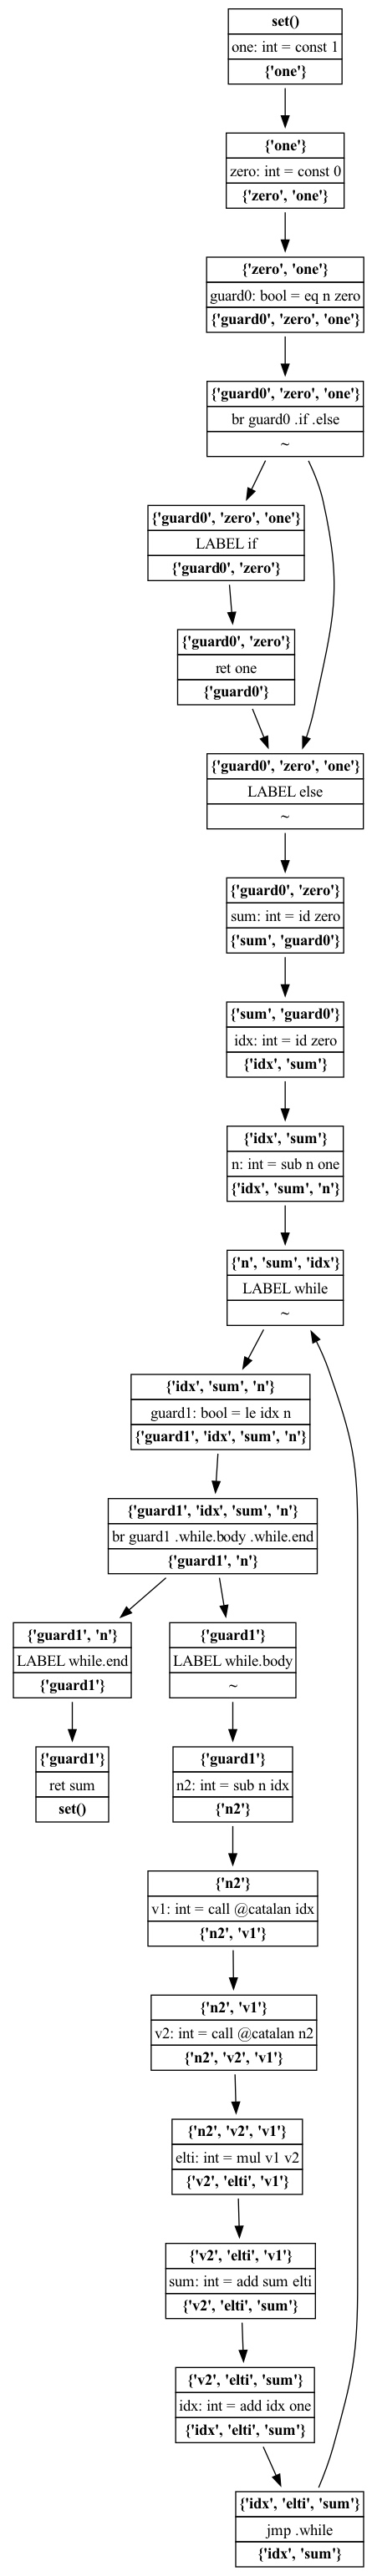 set()
one: int = const 1
{'one'}
{'one'}
zero: int = const 0
{'zero', 'one'}
{'zero', 'one'}
guard0: bool = eq n zero
{'guard0', 'zero', 'one'}
{'guard0', 'zero', 'one'}
br guard0 .if .else
~
{'guard0', 'zero', 'one'}
LABEL if
{'guard0', 'zero'}
{'guard0', 'zero'}
ret one
{'guard0'}
{'guard0', 'zero', 'one'}
LABEL else
~
{'guard0', 'zero'}
sum: int = id zero
{'sum', 'guard0'}
{'sum', 'guard0'}
idx: int = id zero
{'idx', 'sum'}
{'idx', 'sum'}
n: int = sub n one
{'idx', 'sum', 'n'}
{'n', 'sum', 'idx'}
LABEL while
~
{'idx', 'sum', 'n'}
guard1: bool = le idx n
{'guard1', 'idx', 'sum', 'n'}
{'guard1', 'idx', 'sum', 'n'}
br guard1 .while.body .while.end
{'guard1', 'n'}
{'guard1', 'n'}
LABEL while.end
{'guard1'}
{'guard1'}
LABEL while.body
~
{'guard1'}
ret sum
set()
{'guard1'}
n2: int = sub n idx
{'n2'}
{'n2'}
v1: int = call @catalan idx
{'n2', 'v1'}
{'n2', 'v1'}
v2: int = call @catalan n2
{'n2', 'v2', 'v1'}
{'n2', 'v2', 'v1'}
elti: int = mul v1 v2
{'v2', 'elti', 'v1'}
{'v2', 'elti', 'v1'}
sum: int = add sum elti
{'v2', 'elti', 'sum'}
{'v2', 'elti', 'sum'}
idx: int = add idx one
{'idx', 'elti', 'sum'}
{'idx', 'elti', 'sum'}
jmp .while
{'idx', 'sum'}